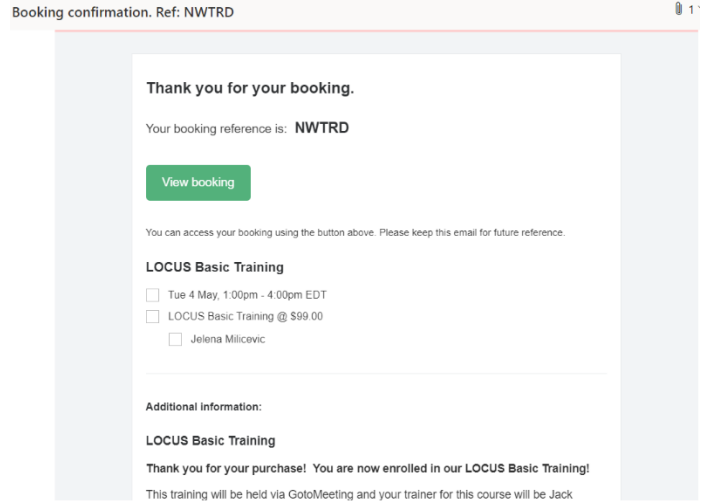 Booking confirmation. Ref: NWTRD
1
Thank you for your booking.
Your booking reference is: NWTRD
View booking
You can access your booking using the button above. Please keep this email for future reference.
LOCUS Basic Training
Tue 4 May, 1:00pm - 4:00pm EDT
LOCUS Basic Training @ $99.00
Jelena Milicevic
Additional information:
LOCUS Basic Training
Thank you for your purchase! You are now enrolled in our LOCUS Basic Training!
This training will be held via GotoMeeting and your trainer for this course will be Jack